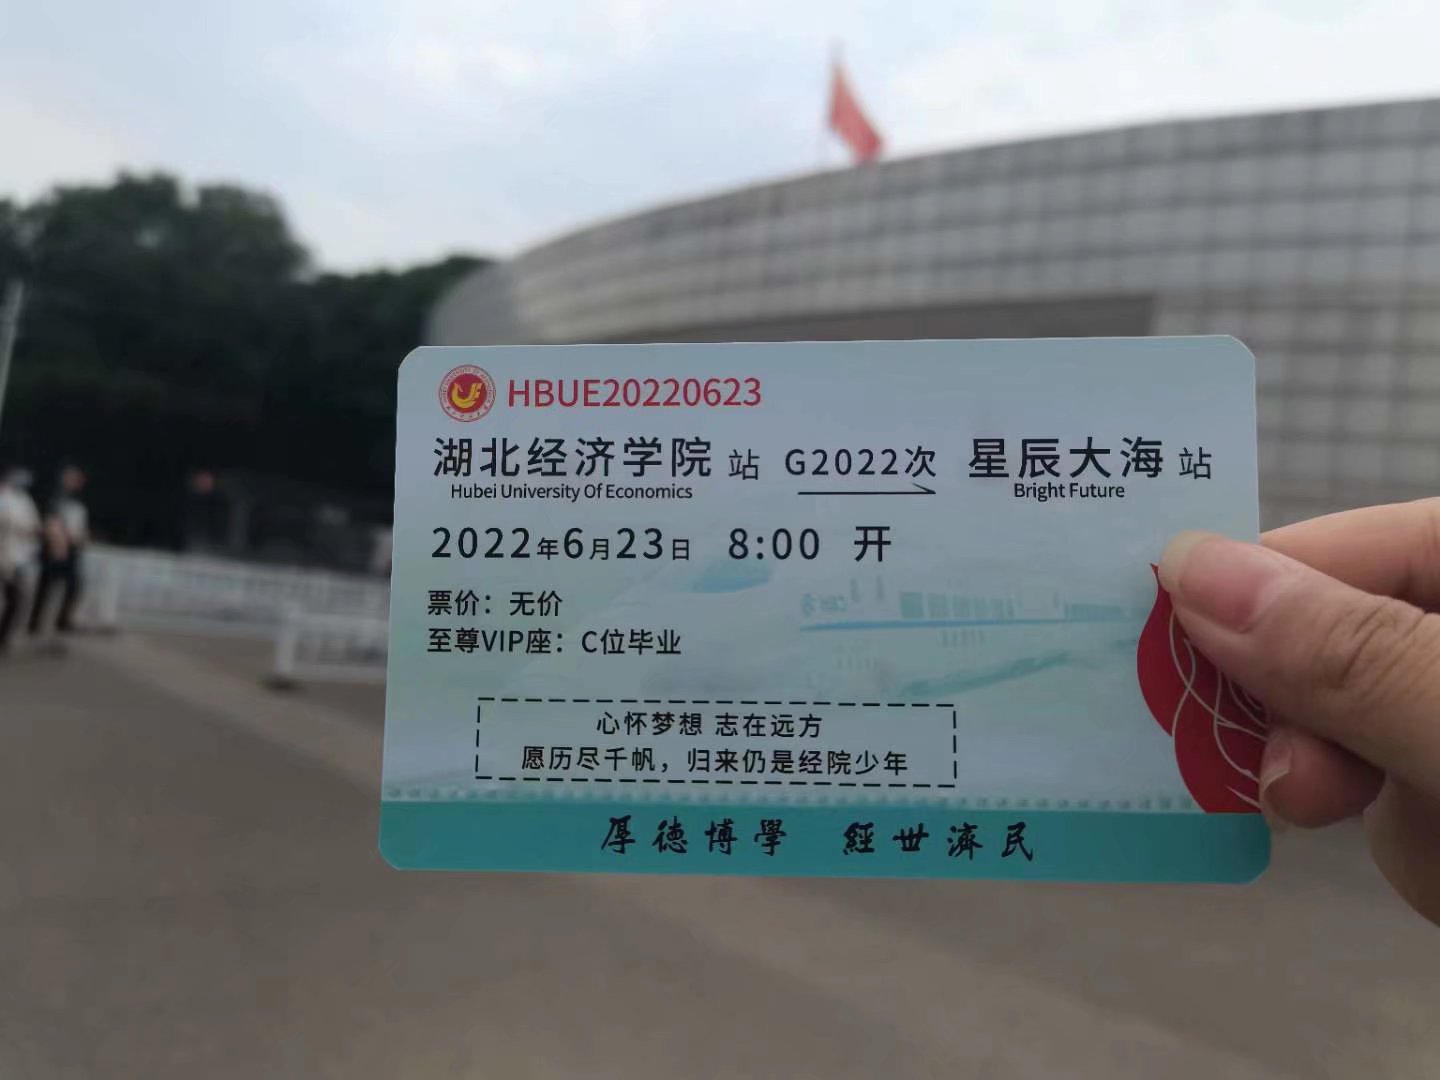 HBUE20220623
湖北经济学院 站 G2022次 星辰大海 站
Hubei University Of Economics Bright Future
2022年6月23日 8:00 开
票价：无价
至尊VIP座：C位毕业
心怀梦想 志在远方
愿历尽千帆，归来仍是经院少年
厚德博學 經世濟民